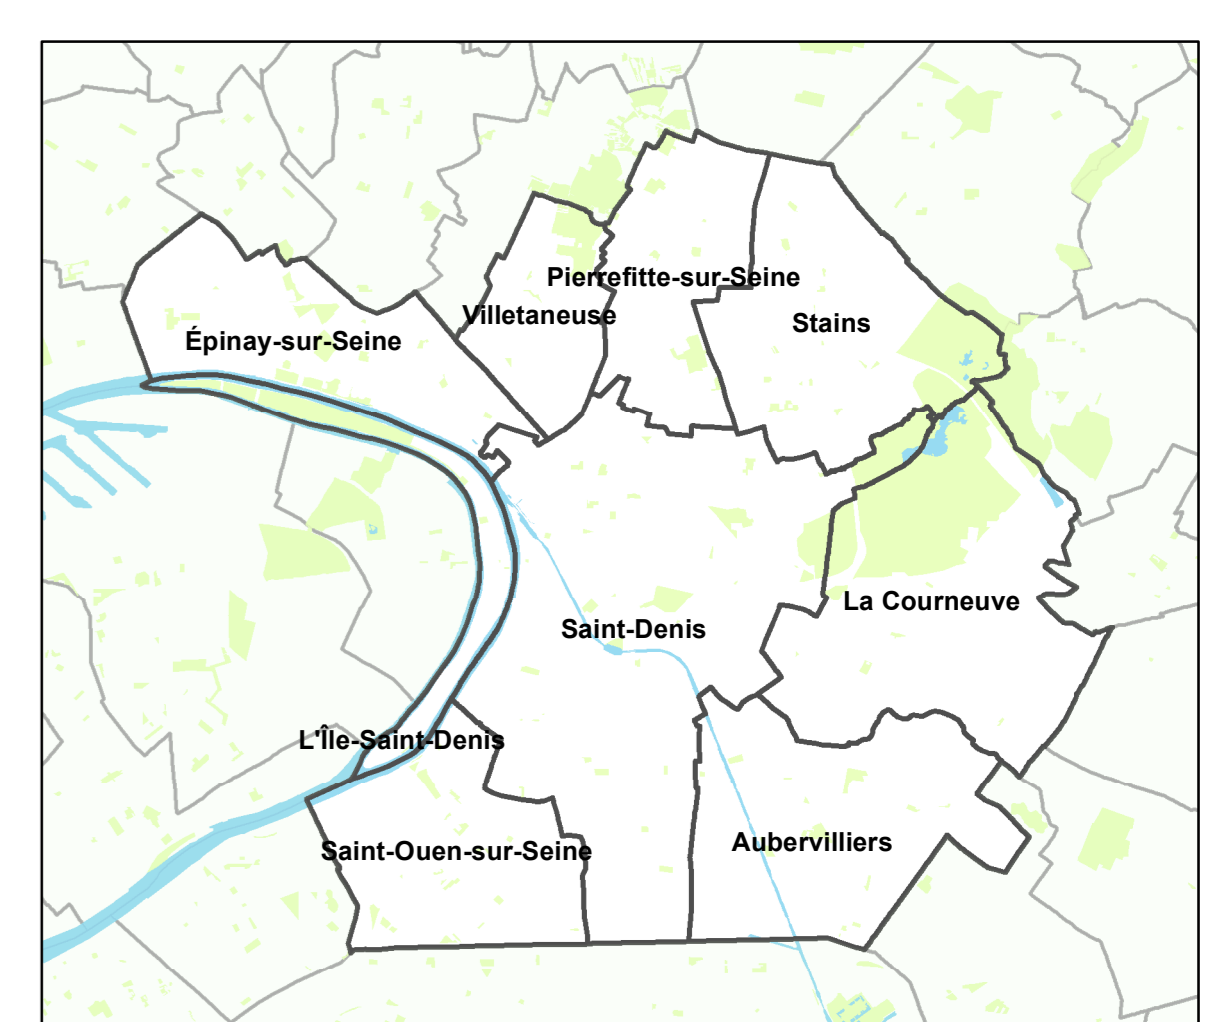 Pierrefitte-sur-Seine
Villetaneuse
Stains
Épinay-sur-Seine
La Courneuve
Saint-Denis
L'Île-Saint-Denis
Aubervilliers
Saint-Ouen-sur-Seine